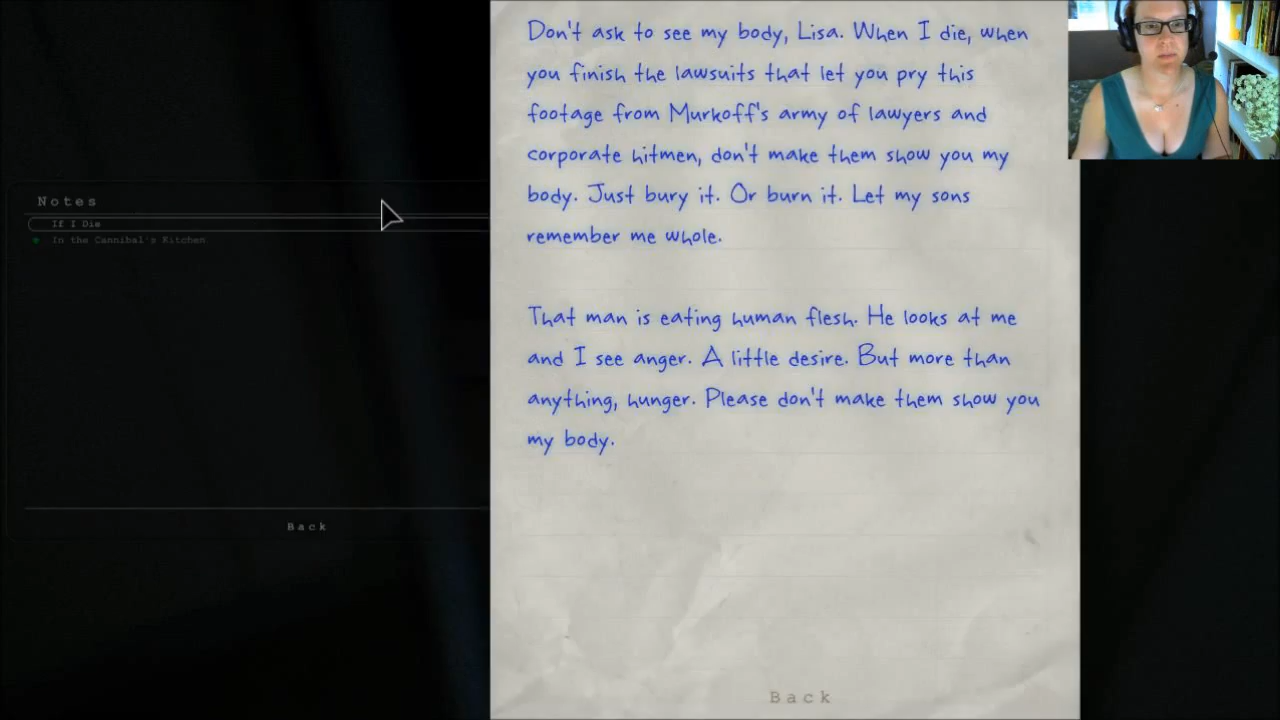 Don't ask to see my body, Lisa. When I die, when
you finish the lawsuits that let you pry this
footage from Murkoff's army of lawyers and
corporate hitmen, don't make them show you my
body. Just bury it. Or burn it. Let my sons
remember me whole.
That man is eating human flesh. He looks at me
and I see anger. A little desire. But more than
anything, hunger. Please don't make them show you
my body.
Back
Notes
If I Die
In the Cannibal's Kitchen
Back